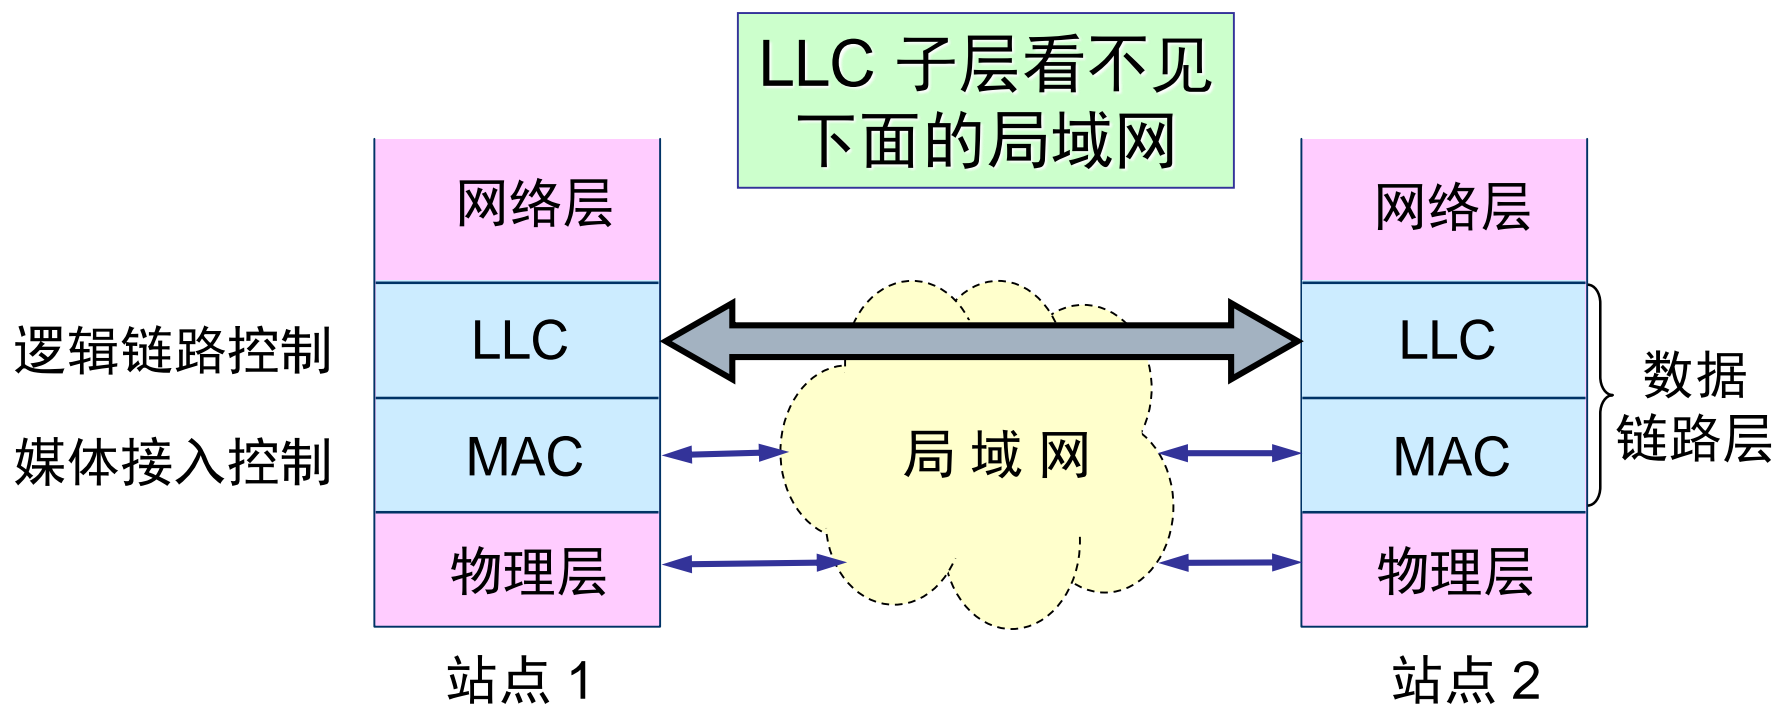 LLC 子层看不见
下面的局域网
网络层
网络层
逻辑链路控制
LLC
LLC
数据
链路层
媒体接入控制
MAC
局 域 网
MAC
物理层
物理层
站点 1
站点 2